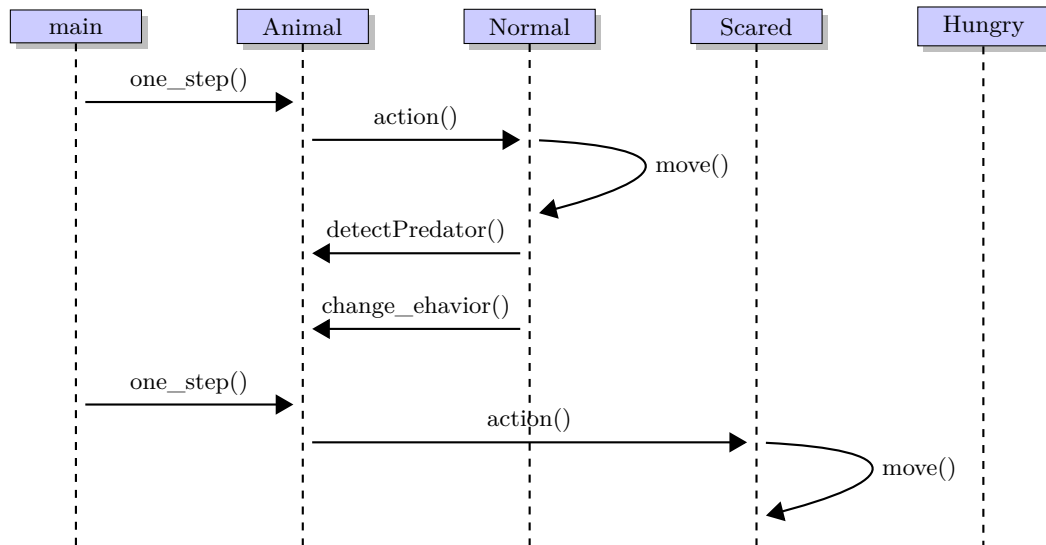 main
Animal
Normal
Scared
Hungry
one_step()
action()
move()
detectPredator()
change_ehavior()
one_step()
action()
move()